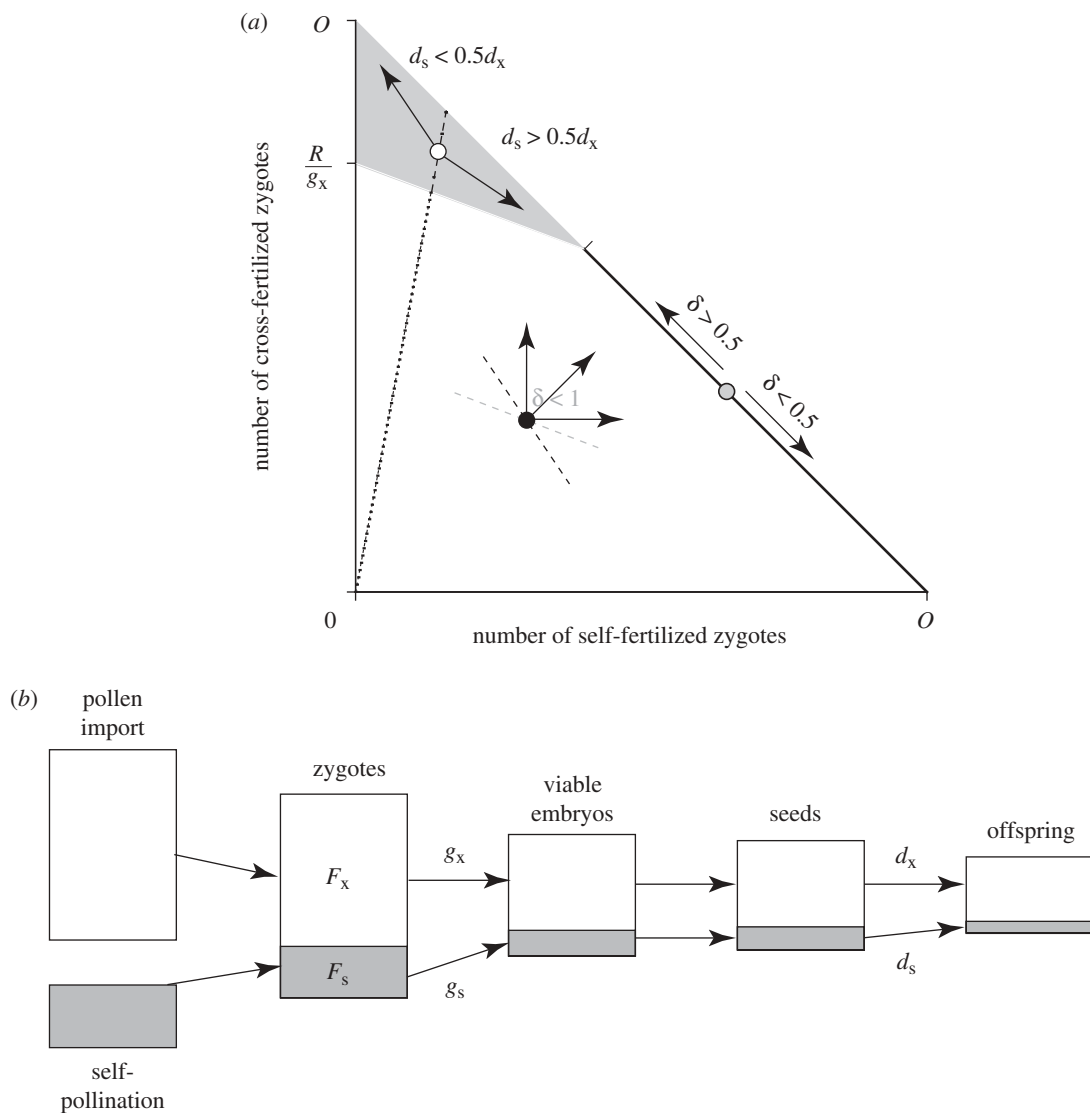 (a)
O
d_s < 0.5d_x
d_s > 0.5d_x
R
g_x
number of cross-fertilized zygotes
δ > 0.5
δ < 0.5
δ < 1
0
O
number of self-fertilized zygotes
(b)
pollen
import
zygotes
viable
embryos
seeds
offspring
F_x
g_x
d_x
F_s
g_s
d_s
self-
pollination